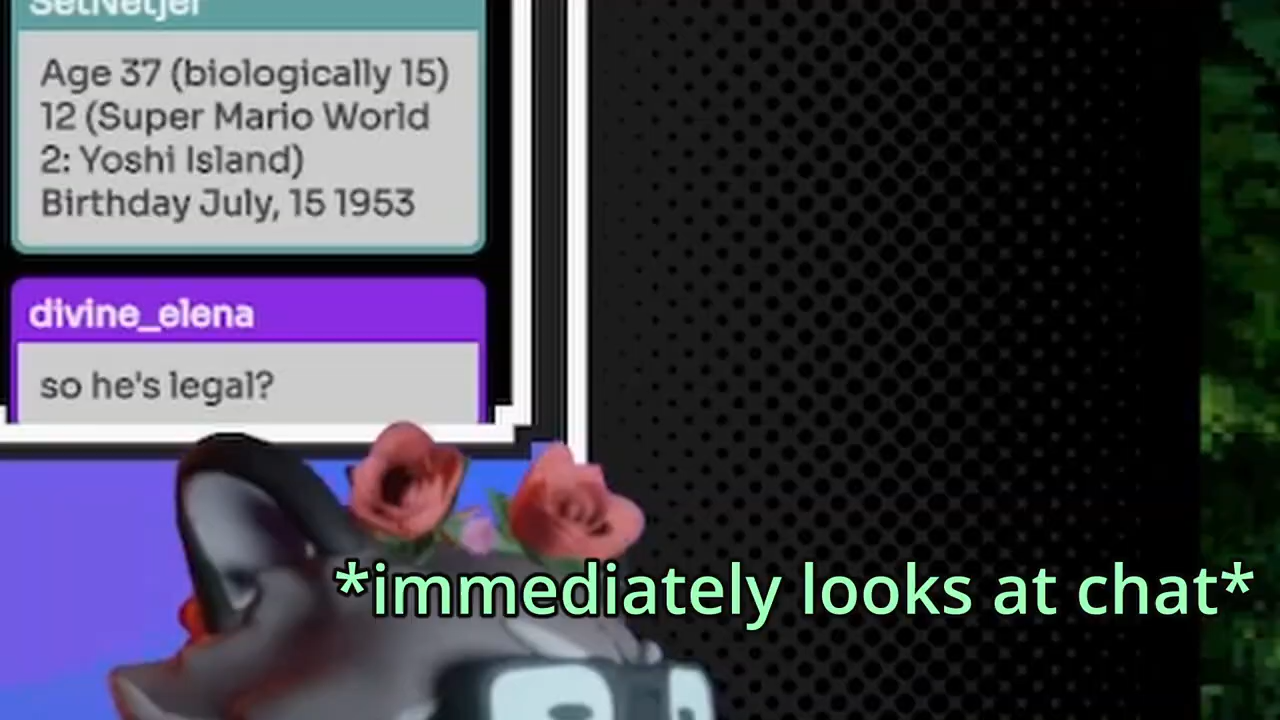 SetNetjer
Age 37 (biologically 15)
12 (Super Mario World
2: Yoshi Island)
Birthday July, 15 1953
divine_elena
so he's legal?
*immediately looks at chat*